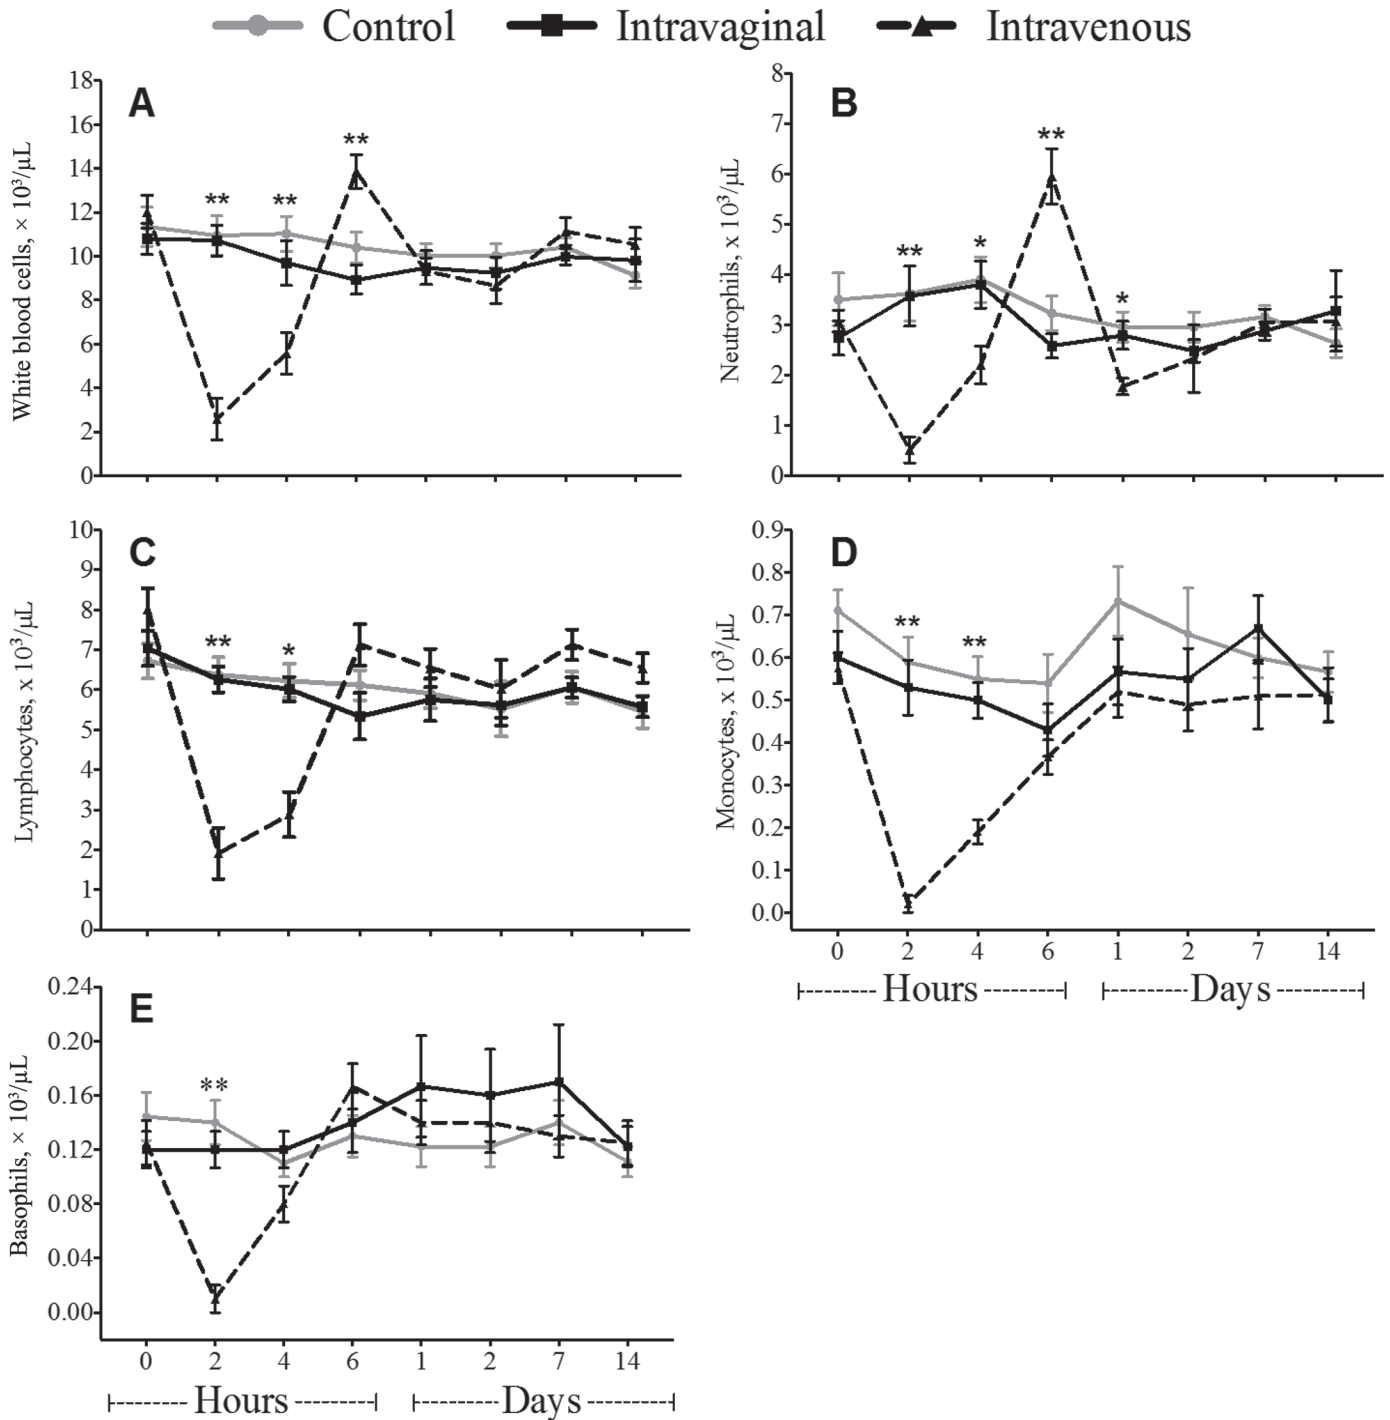 Control Intravaginal Intravenous
A
White blood cells, × 10³/µL
18
16
14
12
10
8
6
4
2
0
** ** **
B
Neutrophils, x 10³/µL
8
7
6
5
4
3
2
1
0
** * ** *
C
Lymphocytes, x 10³/µL
10
9
8
7
6
5
4
3
2
1
0
** *
D
Monocytes, x 10³/µL
0.9
0.8
0.7
0.6
0.5
0.4
0.3
0.2
0.1
0.0
** **
0 2 4 6 1 2 7 14
Hours Days
E
Basophils, × 10³/µL
0.24
0.20
0.16
0.12
0.08
0.04
0.00
**
0 2 4 6 1 2 7 14
Hours Days